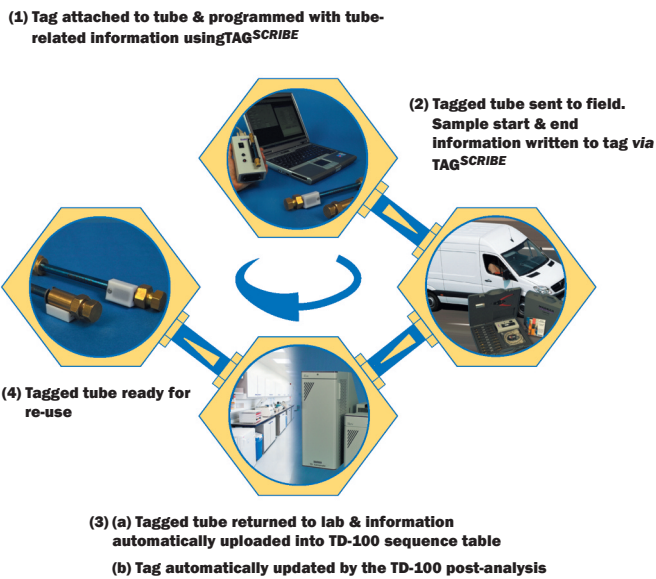 (1) Tag attached to tube & programmed with tube-
related information usingTAGSCRIBE
(2) Tagged tube sent to field.
Sample start & end
information written to tag via
TAGSCRIBE
(4) Tagged tube ready for
re-use
(3) (a) Tagged tube returned to lab & information
automatically uploaded into TD-100 sequence table
(b) Tag automatically updated by the TD-100 post-analysis